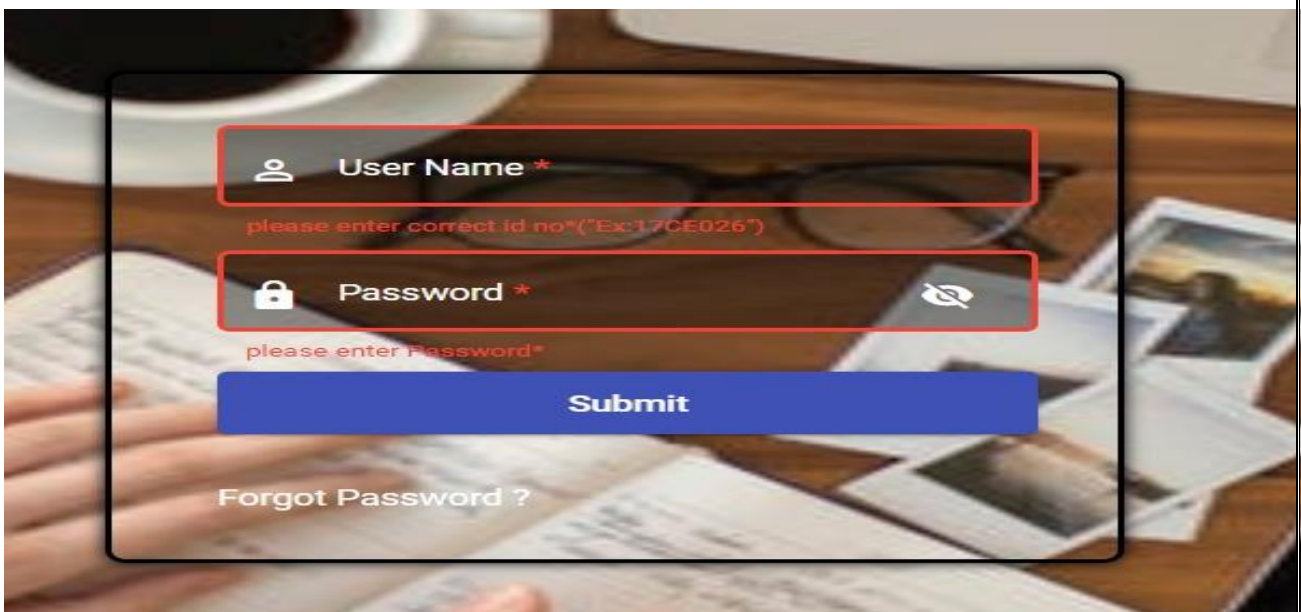 User Name *
please enter correct id no*("Ex:17CE026")
Password *
please enter Password*
Submit
Forgot Password ?